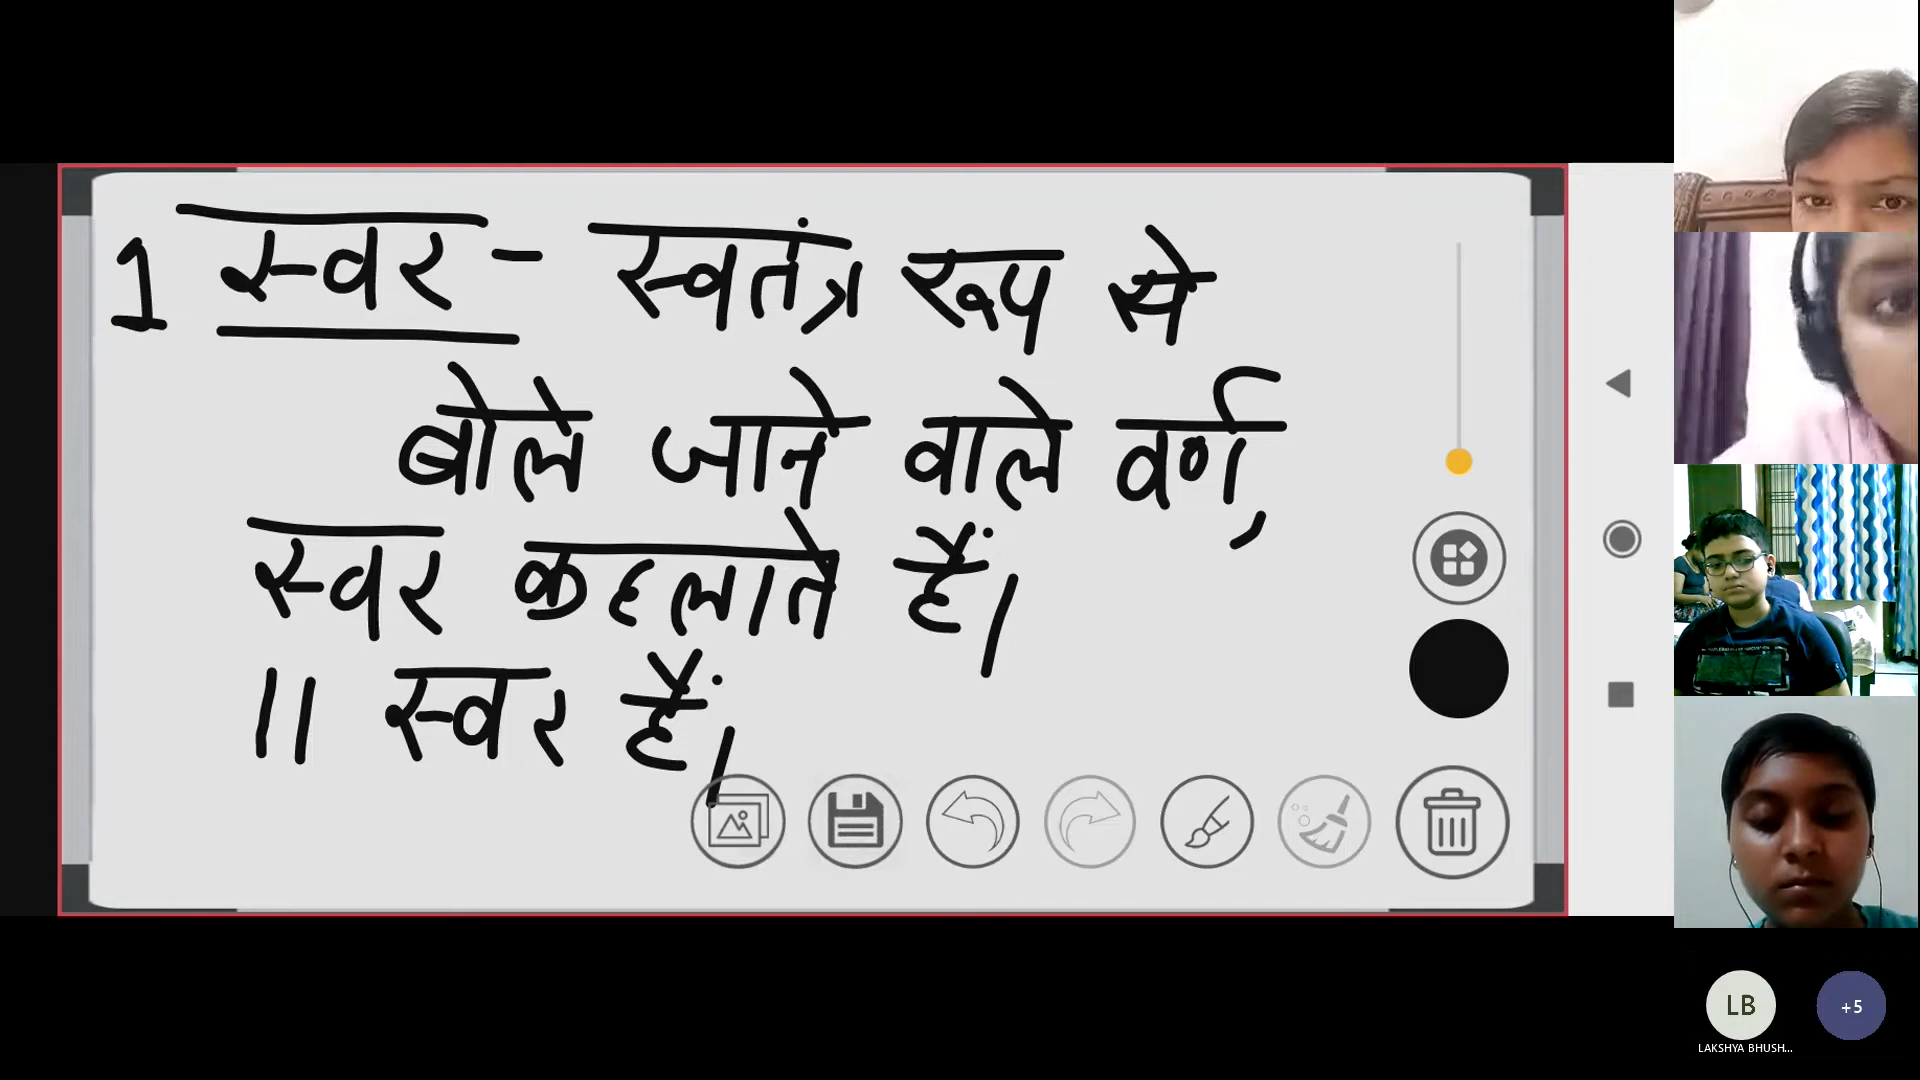 1 स्वर - स्वतंत्र रूप से
बोले जाने वाले वर्ण,
स्वर कहलाते हैं।
11 स्वर हैं।
LB
+5
LAKSHYA BHUSH...